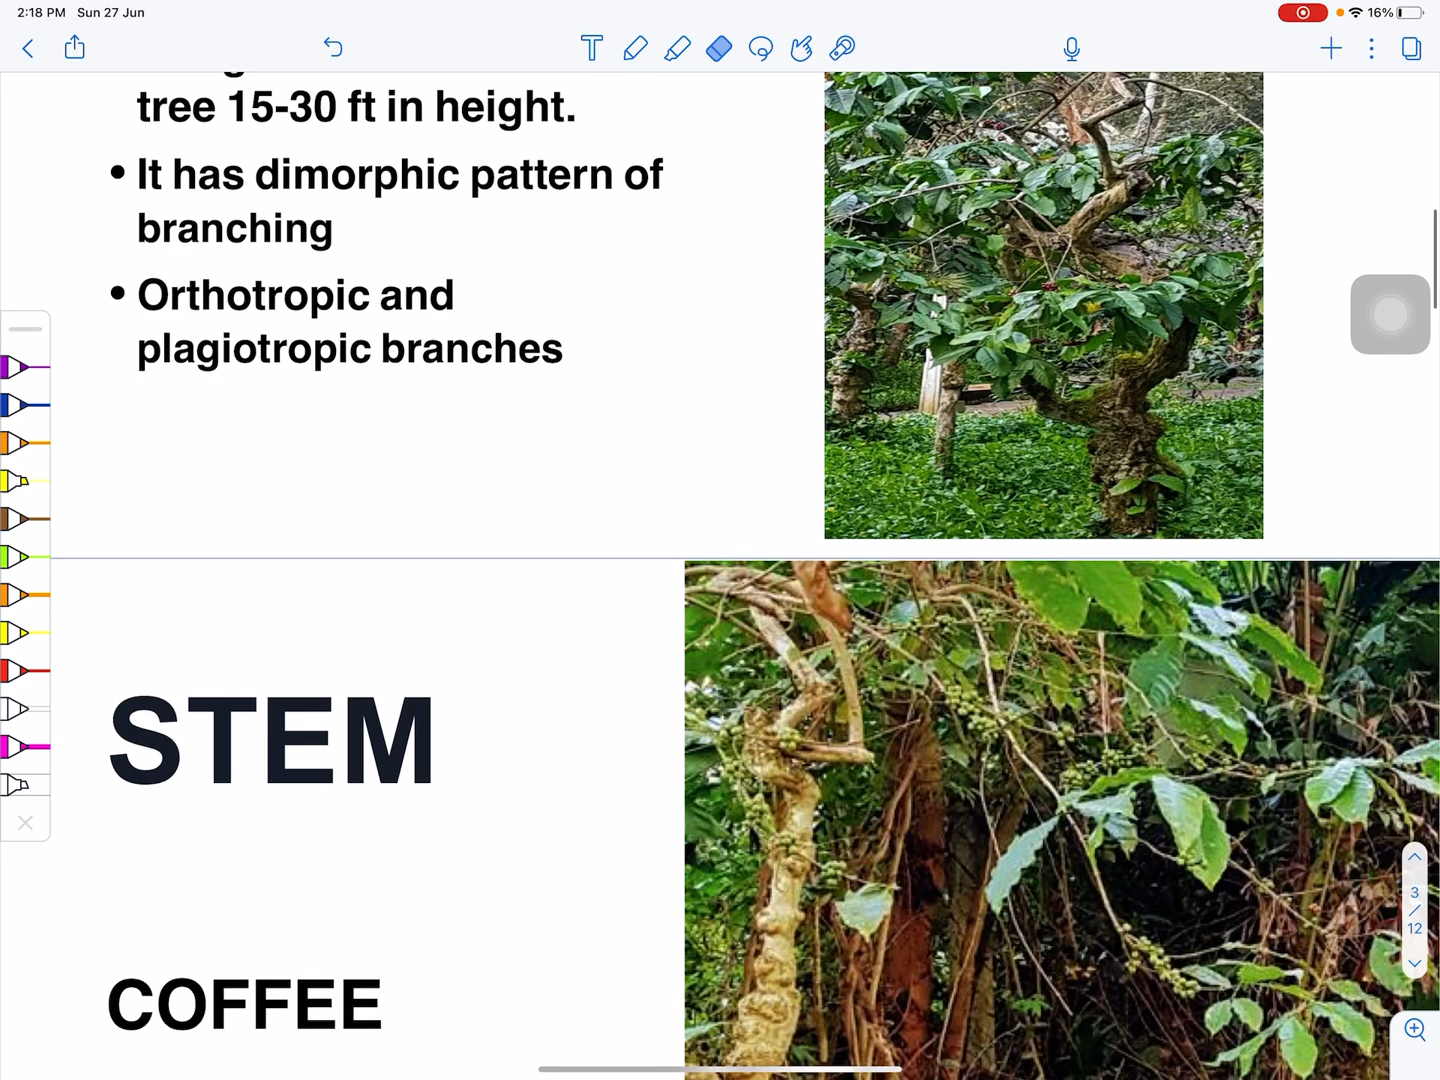 2:18 PM Sun 27 Jun
16%
tree 15-30 ft in height.
• It has dimorphic pattern of
branching
• Orthotropic and
plagiotropic branches
STEM
COFFEE
3
/
12